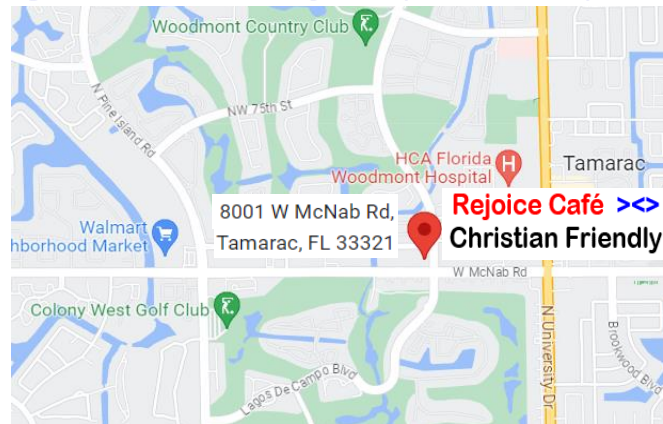 Woodmont Country Club
N Pine Island Rd
NW 75th St
HCA Florida
Woodmont Hospital
Tamarac
8001 W McNab Rd,
Tamarac, FL 33321
Rejoice Café ><>
Christian Friendly
Walmart
hborhood Market
W McNab Rd
Colony West Golf Club
N University Dr
Brookwood Blvd
Lagos De Campo Blvd